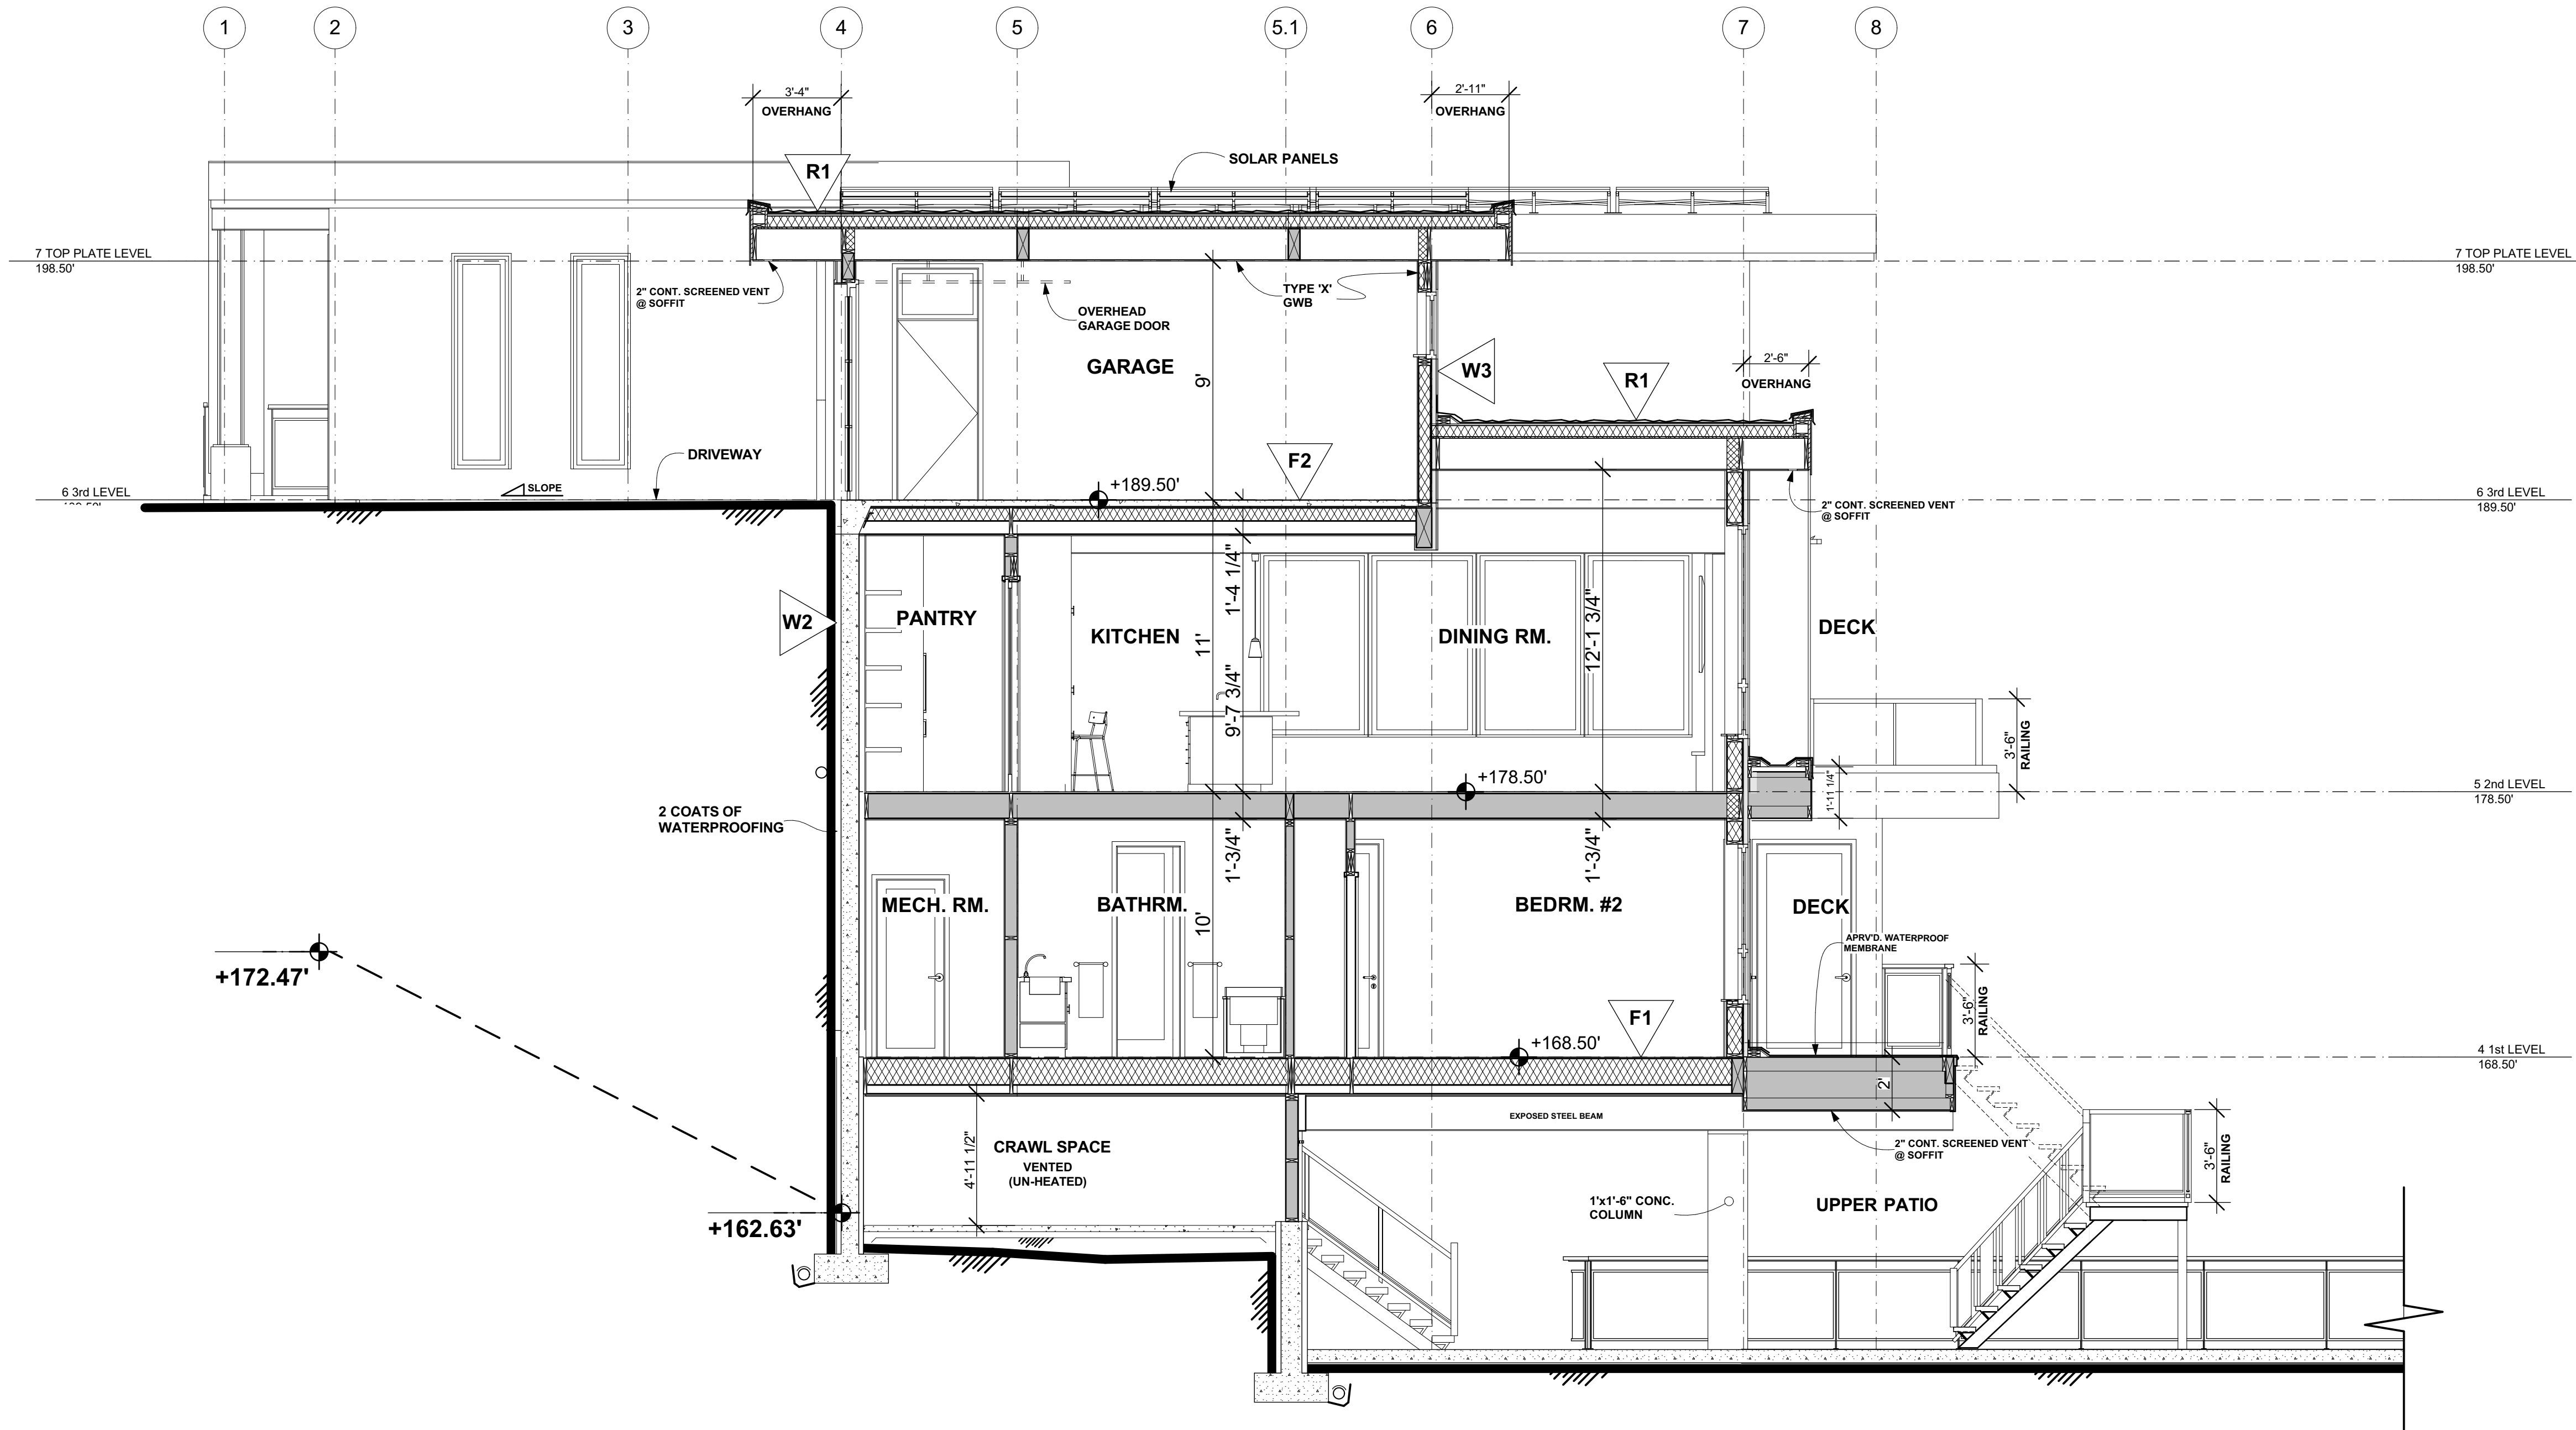 1
2
3
4
5
5.1
6
7
8
3'-4"
OVERHANG
2'-11"
OVERHANG
SOLAR PANELS
R1
7 TOP PLATE LEVEL
198.50'
7 TOP PLATE LEVEL
198.50'
2" CONT. SCREENED VENT
@ SOFFIT
TYPE 'X'
GWB
OVERHEAD
GARAGE DOOR
GARAGE
9'
W3
R1
2'-6"
OVERHANG
DRIVEWAY
F2
SLOPE
+189.50'
6 3rd LEVEL
6 3rd LEVEL
189.50'
2" CONT. SCREENED VENT
@ SOFFIT
1'-4 1/4"
W2
PANTRY
KITCHEN
11'
DINING RM.
12'-1 3/4"
DECK
9'-7 3/4"
3'-6"
RAILING
+178.50'
1'-11 1/4"
5 2nd LEVEL
178.50'
2 COATS OF
WATERPROOFING
1'-3/4"
1'-3/4"
MECH. RM.
BATHRM.
10'
BEDRM. #2
DECK
APRV'D. WATERPROOF
MEMBRANE
+172.47'
3'-6"
RAILING
F1
+168.50'
4 1st LEVEL
168.50'
2'
EXPOSED STEEL BEAM
4'-11 1/2"
CRAWL SPACE
VENTED
(UN-HEATED)
2" CONT. SCREENED VENT
@ SOFFIT
3'-6"
RAILING
1'x1'-6" CONC.
COLUMN
UPPER PATIO
+162.63'